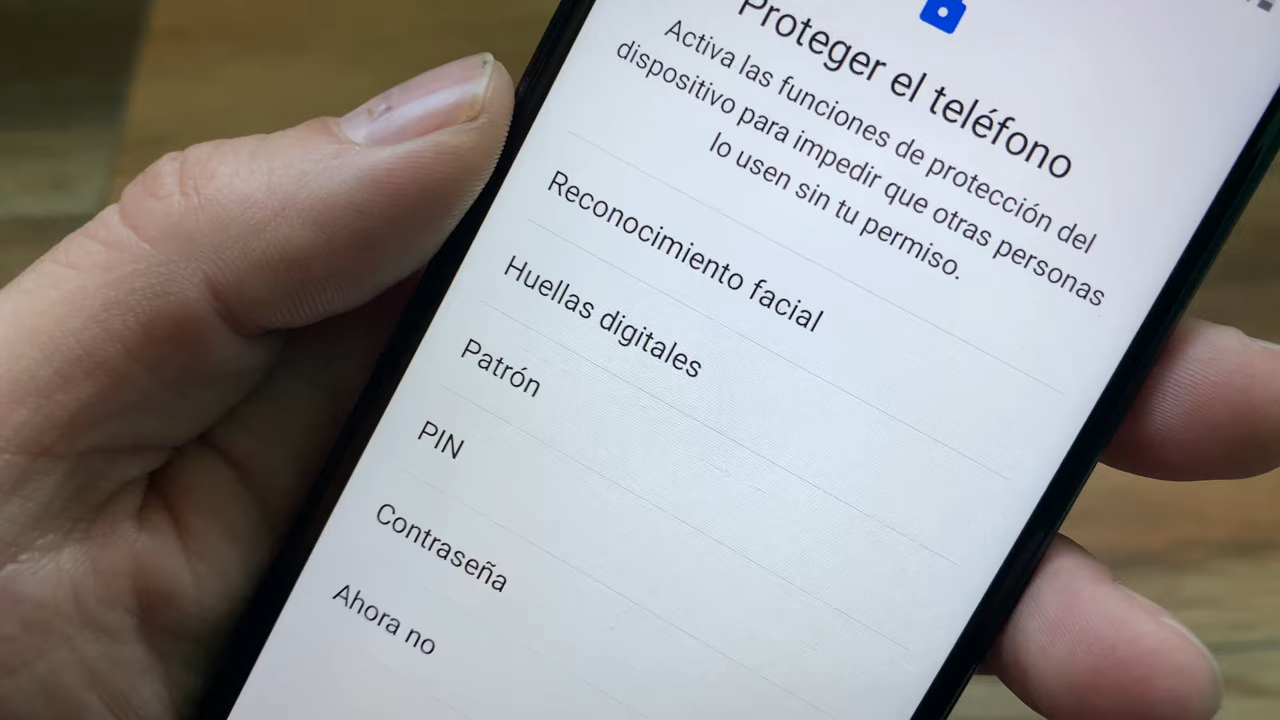 Proteger el teléfono
Activa las funciones de protección del
dispositivo para impedir que otras personas
lo usen sin tu permiso.
Reconocimiento facial
Huellas digitales
Patrón
PIN
Contraseña
Ahora no